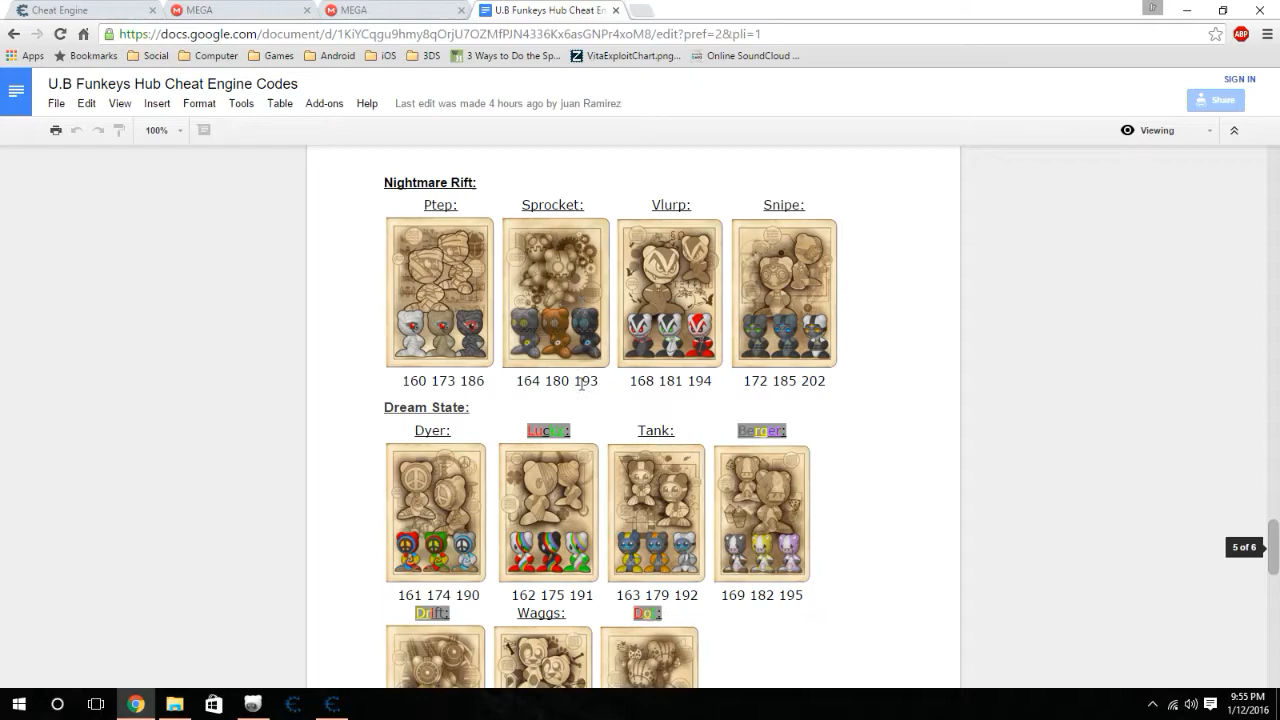 Cheat Engine
MEGA
MEGA
U.B Funkeys Hub Cheat En
https://docs.google.com/document/d/1KiYCqgu9hmy8qOrjU7OZMfPJN4336Kx6asGNPr4xoM8/edit?pref=2&pli=1
ABP
Apps
Bookmarks
Social
Computer
Games
Android
iOS
3DS
3 Ways to Do the Sp...
VitaExploitChart.png...
Online SoundCloud ...
U.B Funkeys Hub Cheat Engine Codes
SIGN IN
File Edit View Insert Format Tools Table Add-ons Help
Last edit was made 4 hours ago by juan Ramirez
Share
100%
Viewing
Nightmare Rift:
Ptep: Sprocket: Vlurp: Snipe:
160 173 186 164 180 193 168 181 194 172 185 202
Dream State:
Dyer: Lucky: Tank: Berger:
161 174 190 162 175 191 163 179 192 169 182 195
Drift: Waggs: Dot:
5 of 6
9:55 PM
1/12/2016